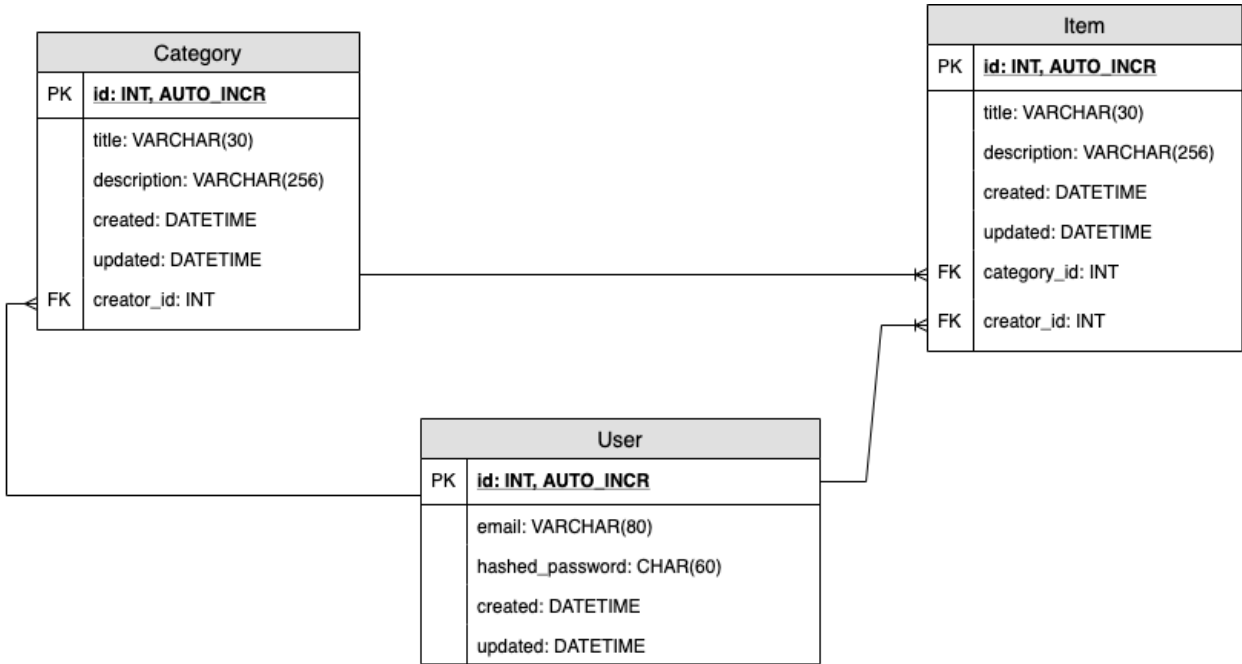 Category
PK id: INT, AUTO_INCR
title: VARCHAR(30)
description: VARCHAR(256)
created: DATETIME
updated: DATETIME
FK creator_id: INT
Item
PK id: INT, AUTO_INCR
title: VARCHAR(30)
description: VARCHAR(256)
created: DATETIME
updated: DATETIME
FK category_id: INT
FK creator_id: INT
User
PK id: INT, AUTO_INCR
email: VARCHAR(80)
hashed_password: CHAR(60)
created: DATETIME
updated: DATETIME